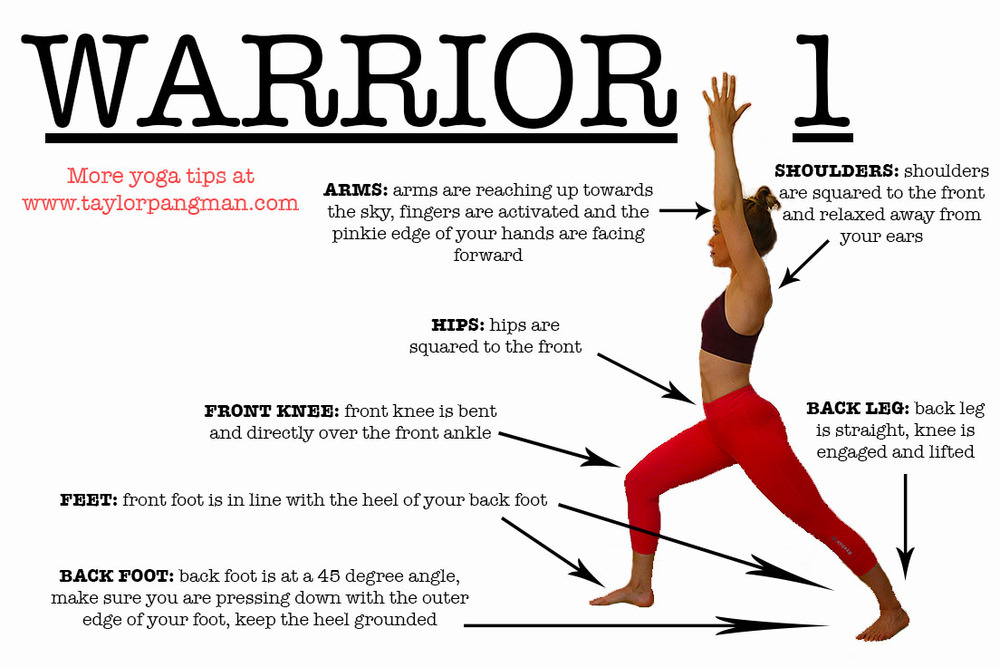 WARRIOR 1
More yoga tips at
www.taylorpangman.com
ARMS: arms are reaching up towards
the sky, fingers are activated and the
pinkie edge of your hands are facing
forward
SHOULDERS: shoulders
are squared to the front
and relaxed away from
your ears
HIPS: hips are
squared to the front
FRONT KNEE: front knee is bent
and directly over the front ankle
BACK LEG: back leg
is straight, knee is
engaged and lifted
FEET: front foot is in line with the heel of your back foot
BACK FOOT: back foot is at a 45 degree angle,
make sure you are pressing down with the outer
edge of your foot, keep the heel grounded